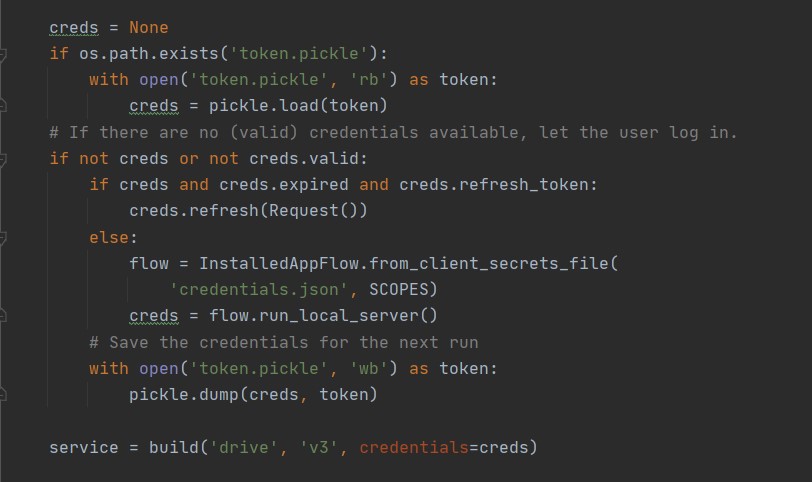 creds = None
if os.path.exists('token.pickle'):
    with open('token.pickle', 'rb') as token:
        creds = pickle.load(token)
# If there are no (valid) credentials available, let the user log in.
if not creds or not creds.valid:
    if creds and creds.expired and creds.refresh_token:
        creds.refresh(Request())
    else:
        flow = InstalledAppFlow.from_client_secrets_file(
            'credentials.json', SCOPES)
        creds = flow.run_local_server()
    # Save the credentials for the next run
    with open('token.pickle', 'wb') as token:
        pickle.dump(creds, token)

service = build('drive', 'v3', credentials=creds)